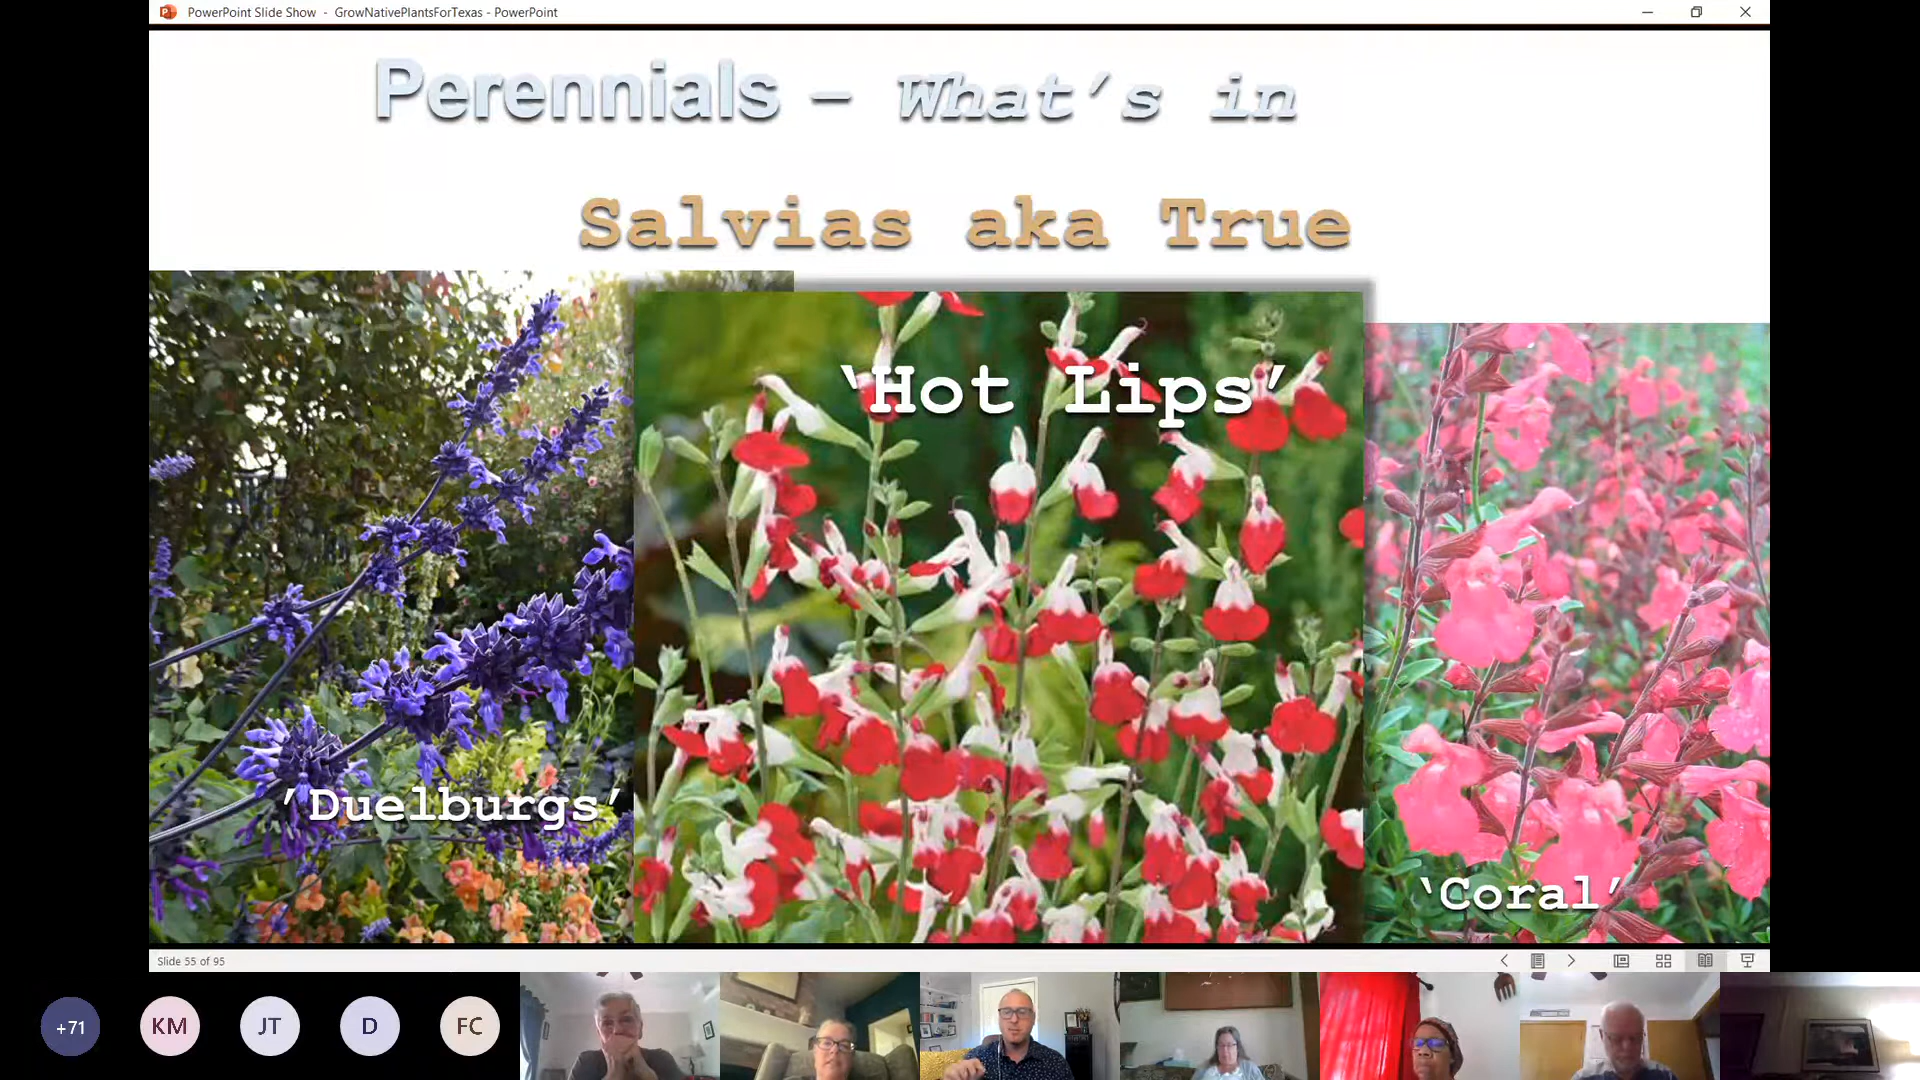 PowerPoint Slide Show - GrowNativePlantsForTexas - PowerPoint
Perennials – What's in
Salvias aka True
'Hot Lips'
'Duelburgs'
'Coral'
Slide 55 of 95
+71
KM
JT
D
FC